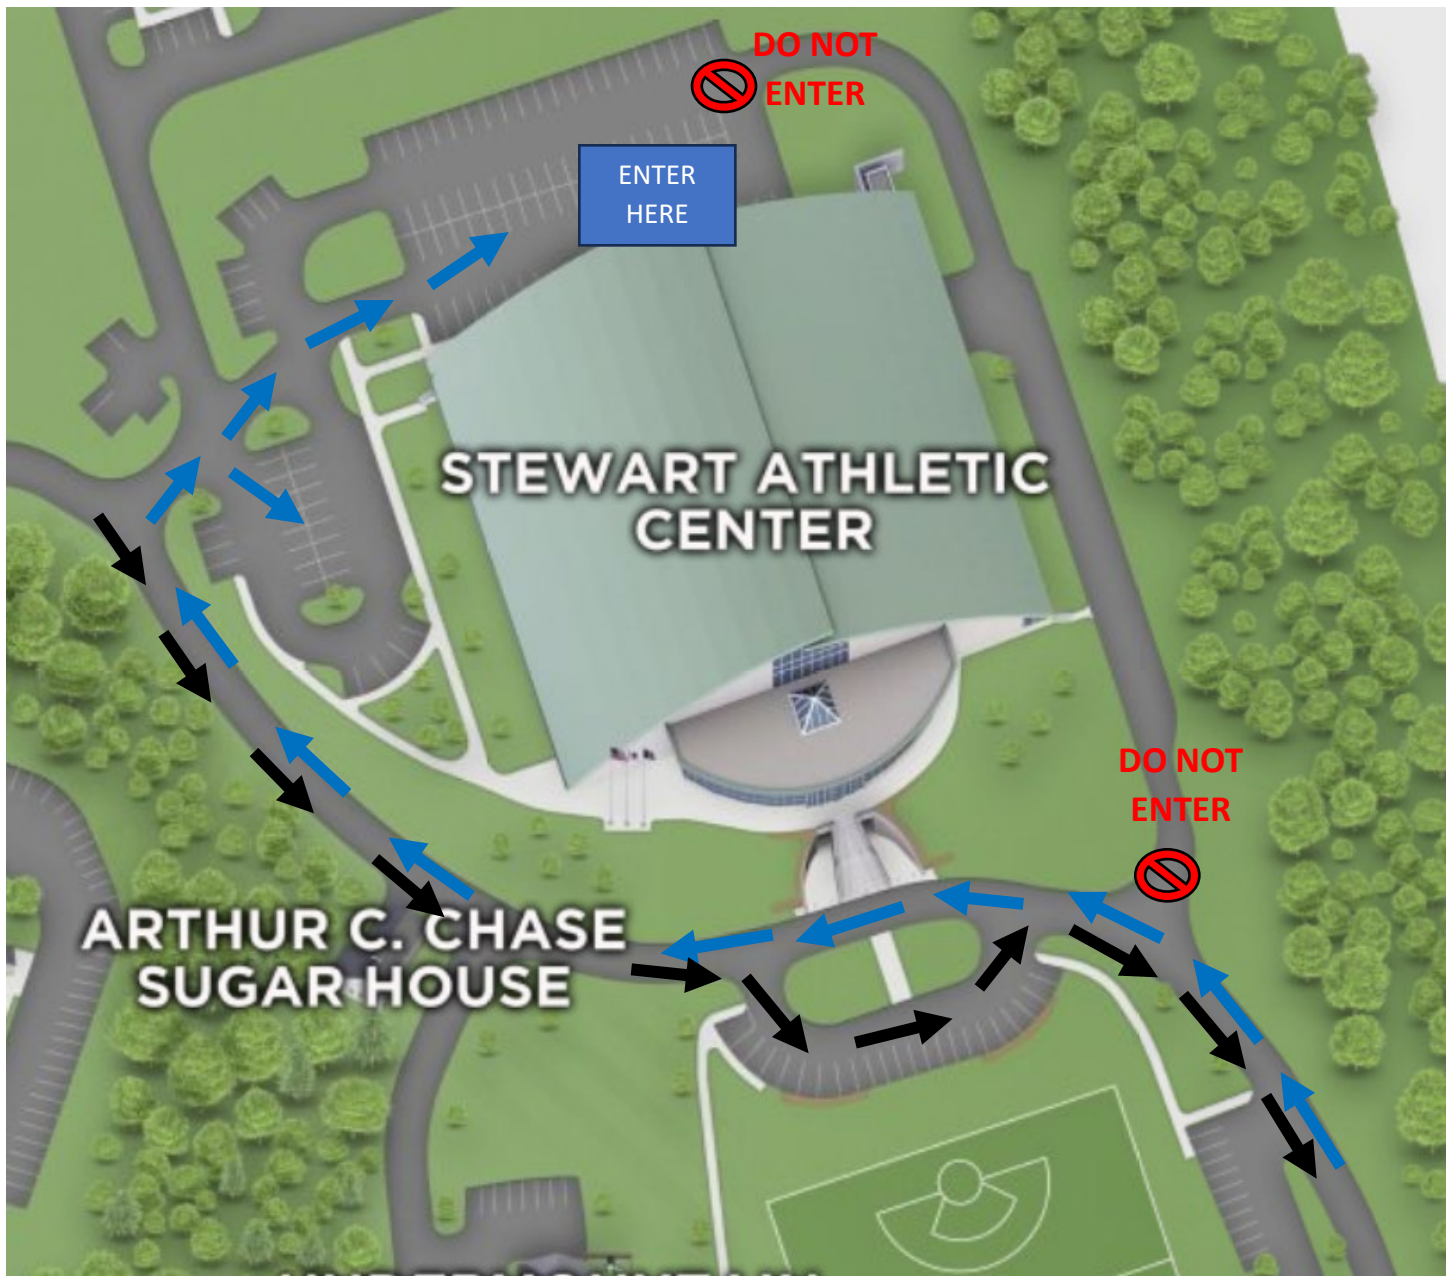 DO NOT
ENTER
ENTER
HERE
STEWART ATHLETIC
CENTER
DO NOT
ENTER
ARTHUR C. CHASE
SUGAR HOUSE